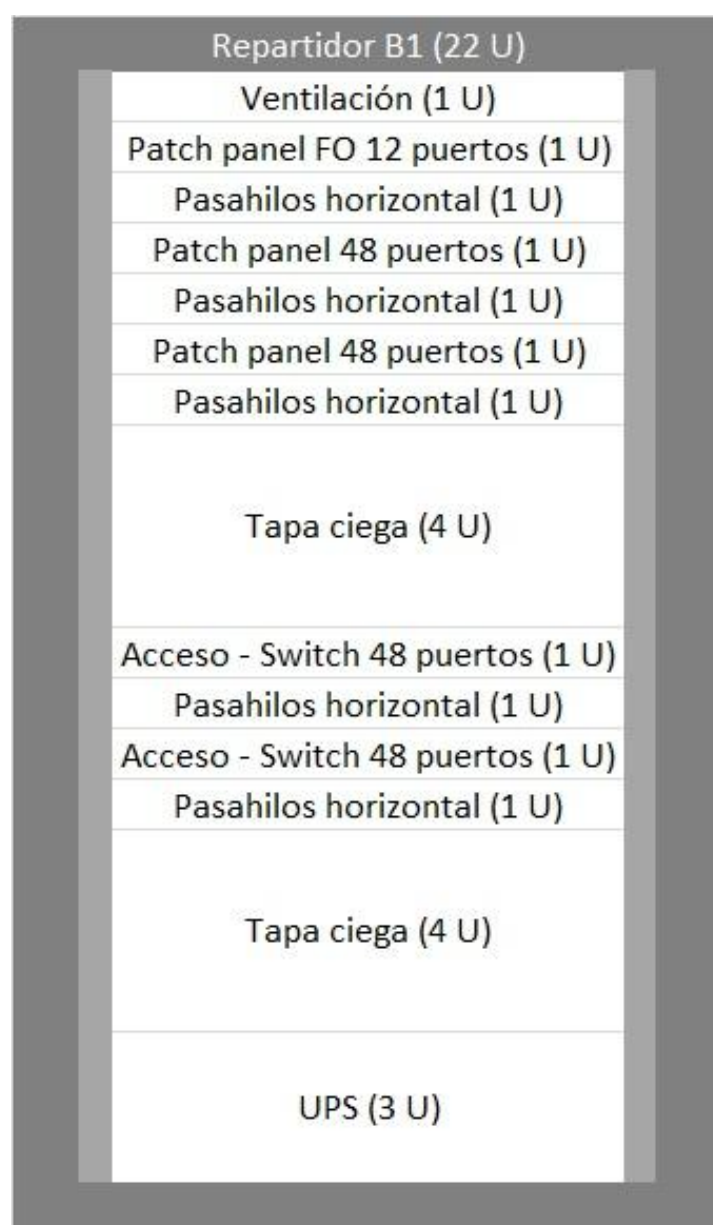 Repartidor B1 (22 U)
Ventilación (1 U)
Patch panel FO 12 puertos (1 U)
Pasahilos horizontal (1 U)
Patch panel 48 puertos (1 U)
Pasahilos horizontal (1 U)
Patch panel 48 puertos (1 U)
Pasahilos horizontal (1 U)
Tapa ciega (4 U)
Acceso - Switch 48 puertos (1 U)
Pasahilos horizontal (1 U)
Acceso - Switch 48 puertos (1 U)
Pasahilos horizontal (1 U)
Tapa ciega (4 U)
UPS (3 U)